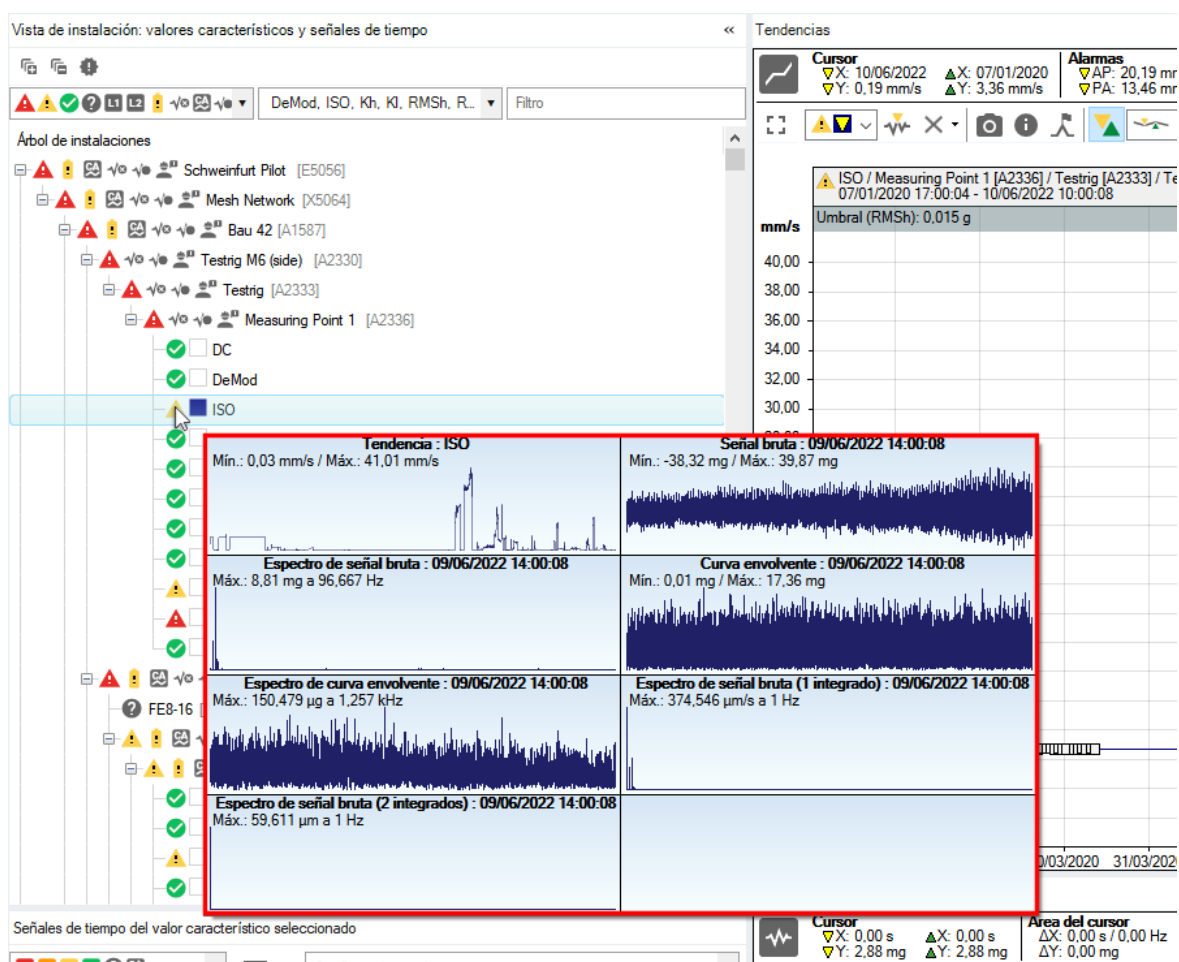 Vista de instalación: valores característicos y señales de tiempo
«
L1 L2 CA
DeMod, ISO, Kh, KI, RMSh, R...
Filtro
Árbol de instalaciones
CA Schweinfurt Pilot [E5056]
CA Mesh Network [X5064]
CA Bau 42 [A1587]
Testrig M6 (side) [A2330]
Testrig [A2333]
Measuring Point 1 [A2336]
DC
DeMod
ISO
CA
FE8-16 [
CA
Tendencia : ISO
Mín.: 0,03 mm/s / Máx.: 41,01 mm/s
Señal bruta : 09/06/2022 14:00:08
Mín.: -38,32 mg / Máx.: 39,87 mg
Espectro de señal bruta : 09/06/2022 14:00:08
Máx.: 8,81 mg a 96,667 Hz
Curva envolvente : 09/06/2022 14:00:08
Mín.: 0,01 mg / Máx.: 17,36 mg
Espectro de curva envolvente : 09/06/2022 14:00:08
Máx.: 150,479 µg a 1,257 kHz
Espectro de señal bruta (1 integrado) : 09/06/2022 14:00:08
Máx.: 374,546 µm/s a 1 Hz
Espectro de señal bruta (2 integrados) : 09/06/2022 14:00:08
Máx.: 59,611 µm a 1 Hz
Señales de tiempo del valor característico seleccionado
Tendencias
Cursor
X: 10/06/2022 X: 07/01/2020
Y: 0,19 mm/s Y: 3,36 mm/s
Alarmas
AP: 20,19 mm
PA: 13,46 mm
ISO / Measuring Point 1 [A2336] / Testrig [A2333] / Te
07/01/2020 17:00:04 - 10/06/2022 10:00:08
mm/s
Umbral (RMSh): 0,015 g
40,00
38,00
36,00
34,00
32,00
30,00
0/03/2020 31/03/202
Cursor
X: 0,00 s X: 0,00 s
Y: 2,88 mg Y: 2,88 mg
Área del cursor
ΔX: 0,00 s / 0,00 Hz
ΔY: 0,00 mg